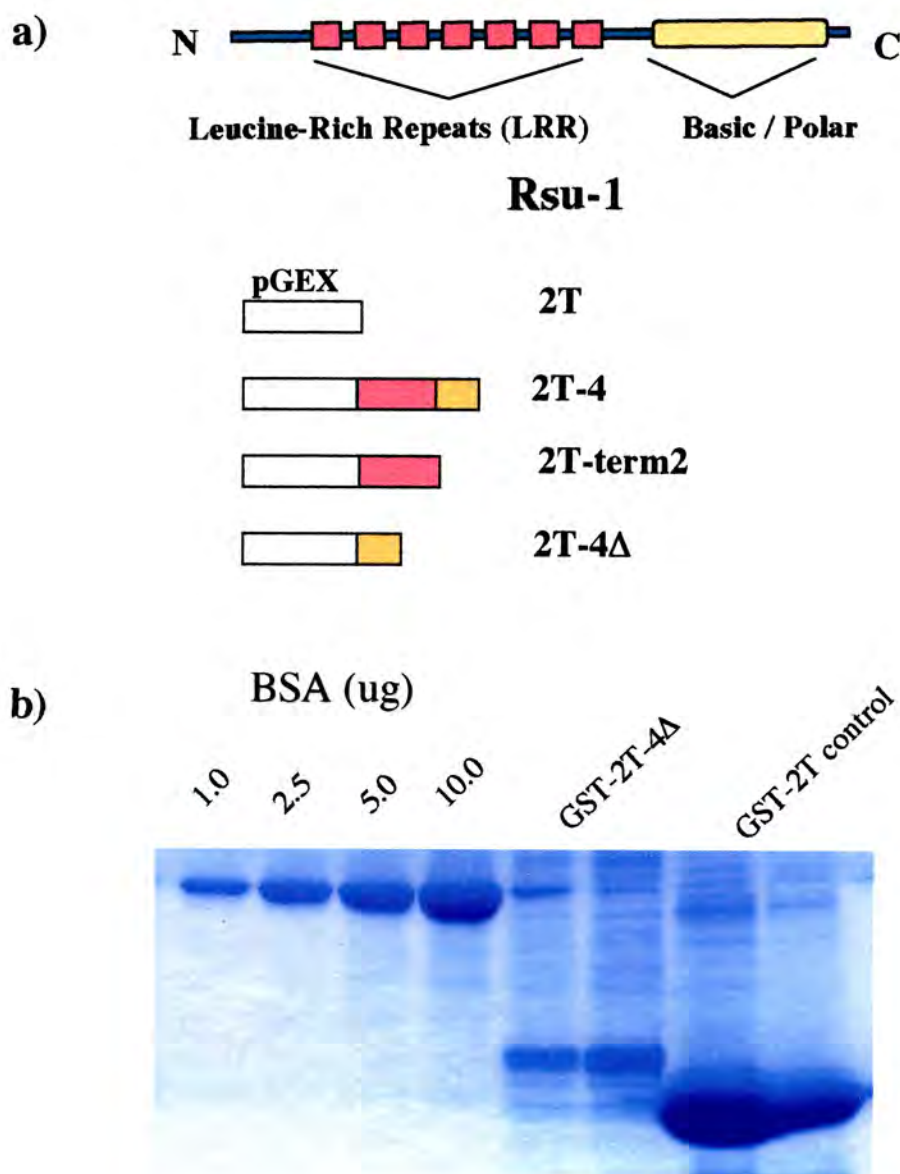 a)
N
C
Leucine-Rich Repeats (LRR)
Basic / Polar
Rsu-1
pGEX
2T
2T-4
2T-term2
2T-4Δ
b)
BSA (ug)
1.0
2.5
5.0
10.0
GST-2T-4Δ
GST-2T control